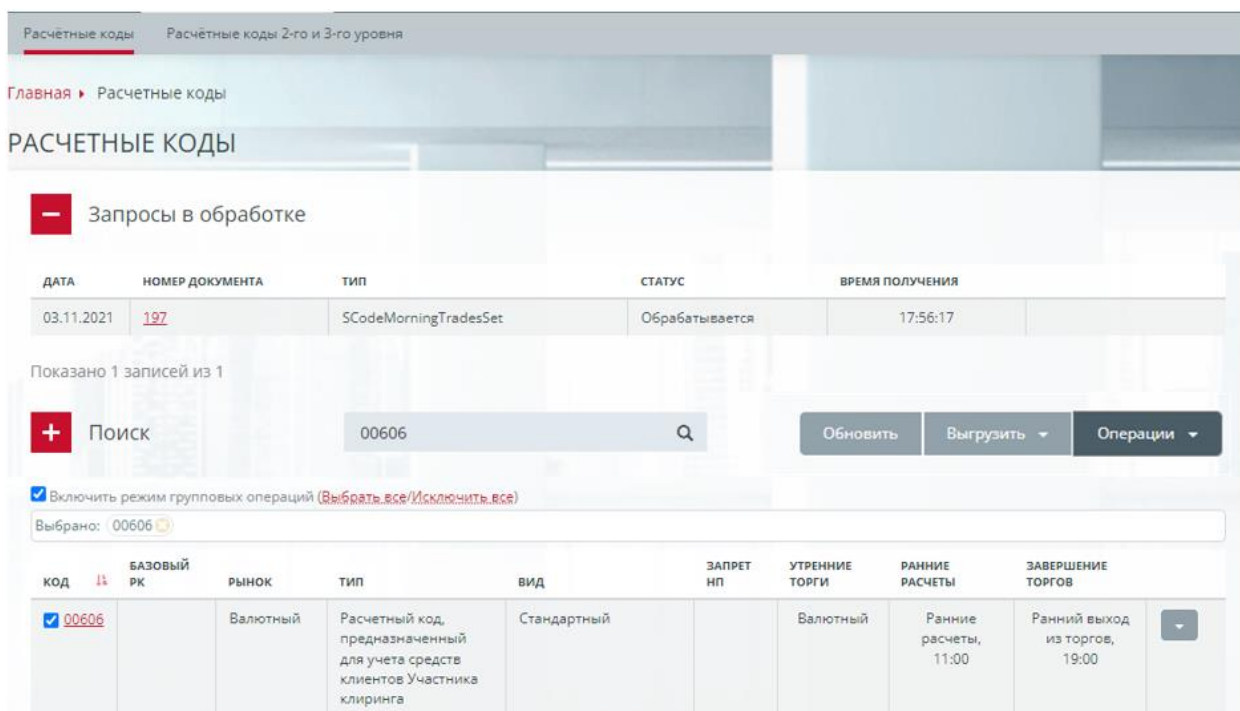 Расчётные коды Расчётные коды 2-го и 3-го уровня
Главная Расчетные коды
РАСЧЕТНЫЕ КОДЫ
Запросы в обработке
ДАТА НОМЕР ДОКУМЕНТА ТИП СТАТУС ВРЕМЯ ПОЛУЧЕНИЯ
03.11.2021 197 SCodeMorningTradesSet Обрабатывается 17:56:17
Показано 1 записей из 1
Поиск 00606 Обновить Выгрузить Операции
Включить режим групповых операций (Выбрать все/Исключить все)
Выбрано: 00606
КОД БАЗОВЫЙ РК РЫНОК ТИП ВИД ЗАПРЕТ НП УТРЕННИЕ ТОРГИ РАННИЕ РАСЧЕТЫ ЗАВЕРШЕНИЕ ТОРГОВ
00606 Валютный Расчетный код, Стандартный Валютный Ранние Ранний выход
предназначенный расчеты, из торгов,
для учета средств 11:00 19:00
клиентов Участника
клиринга